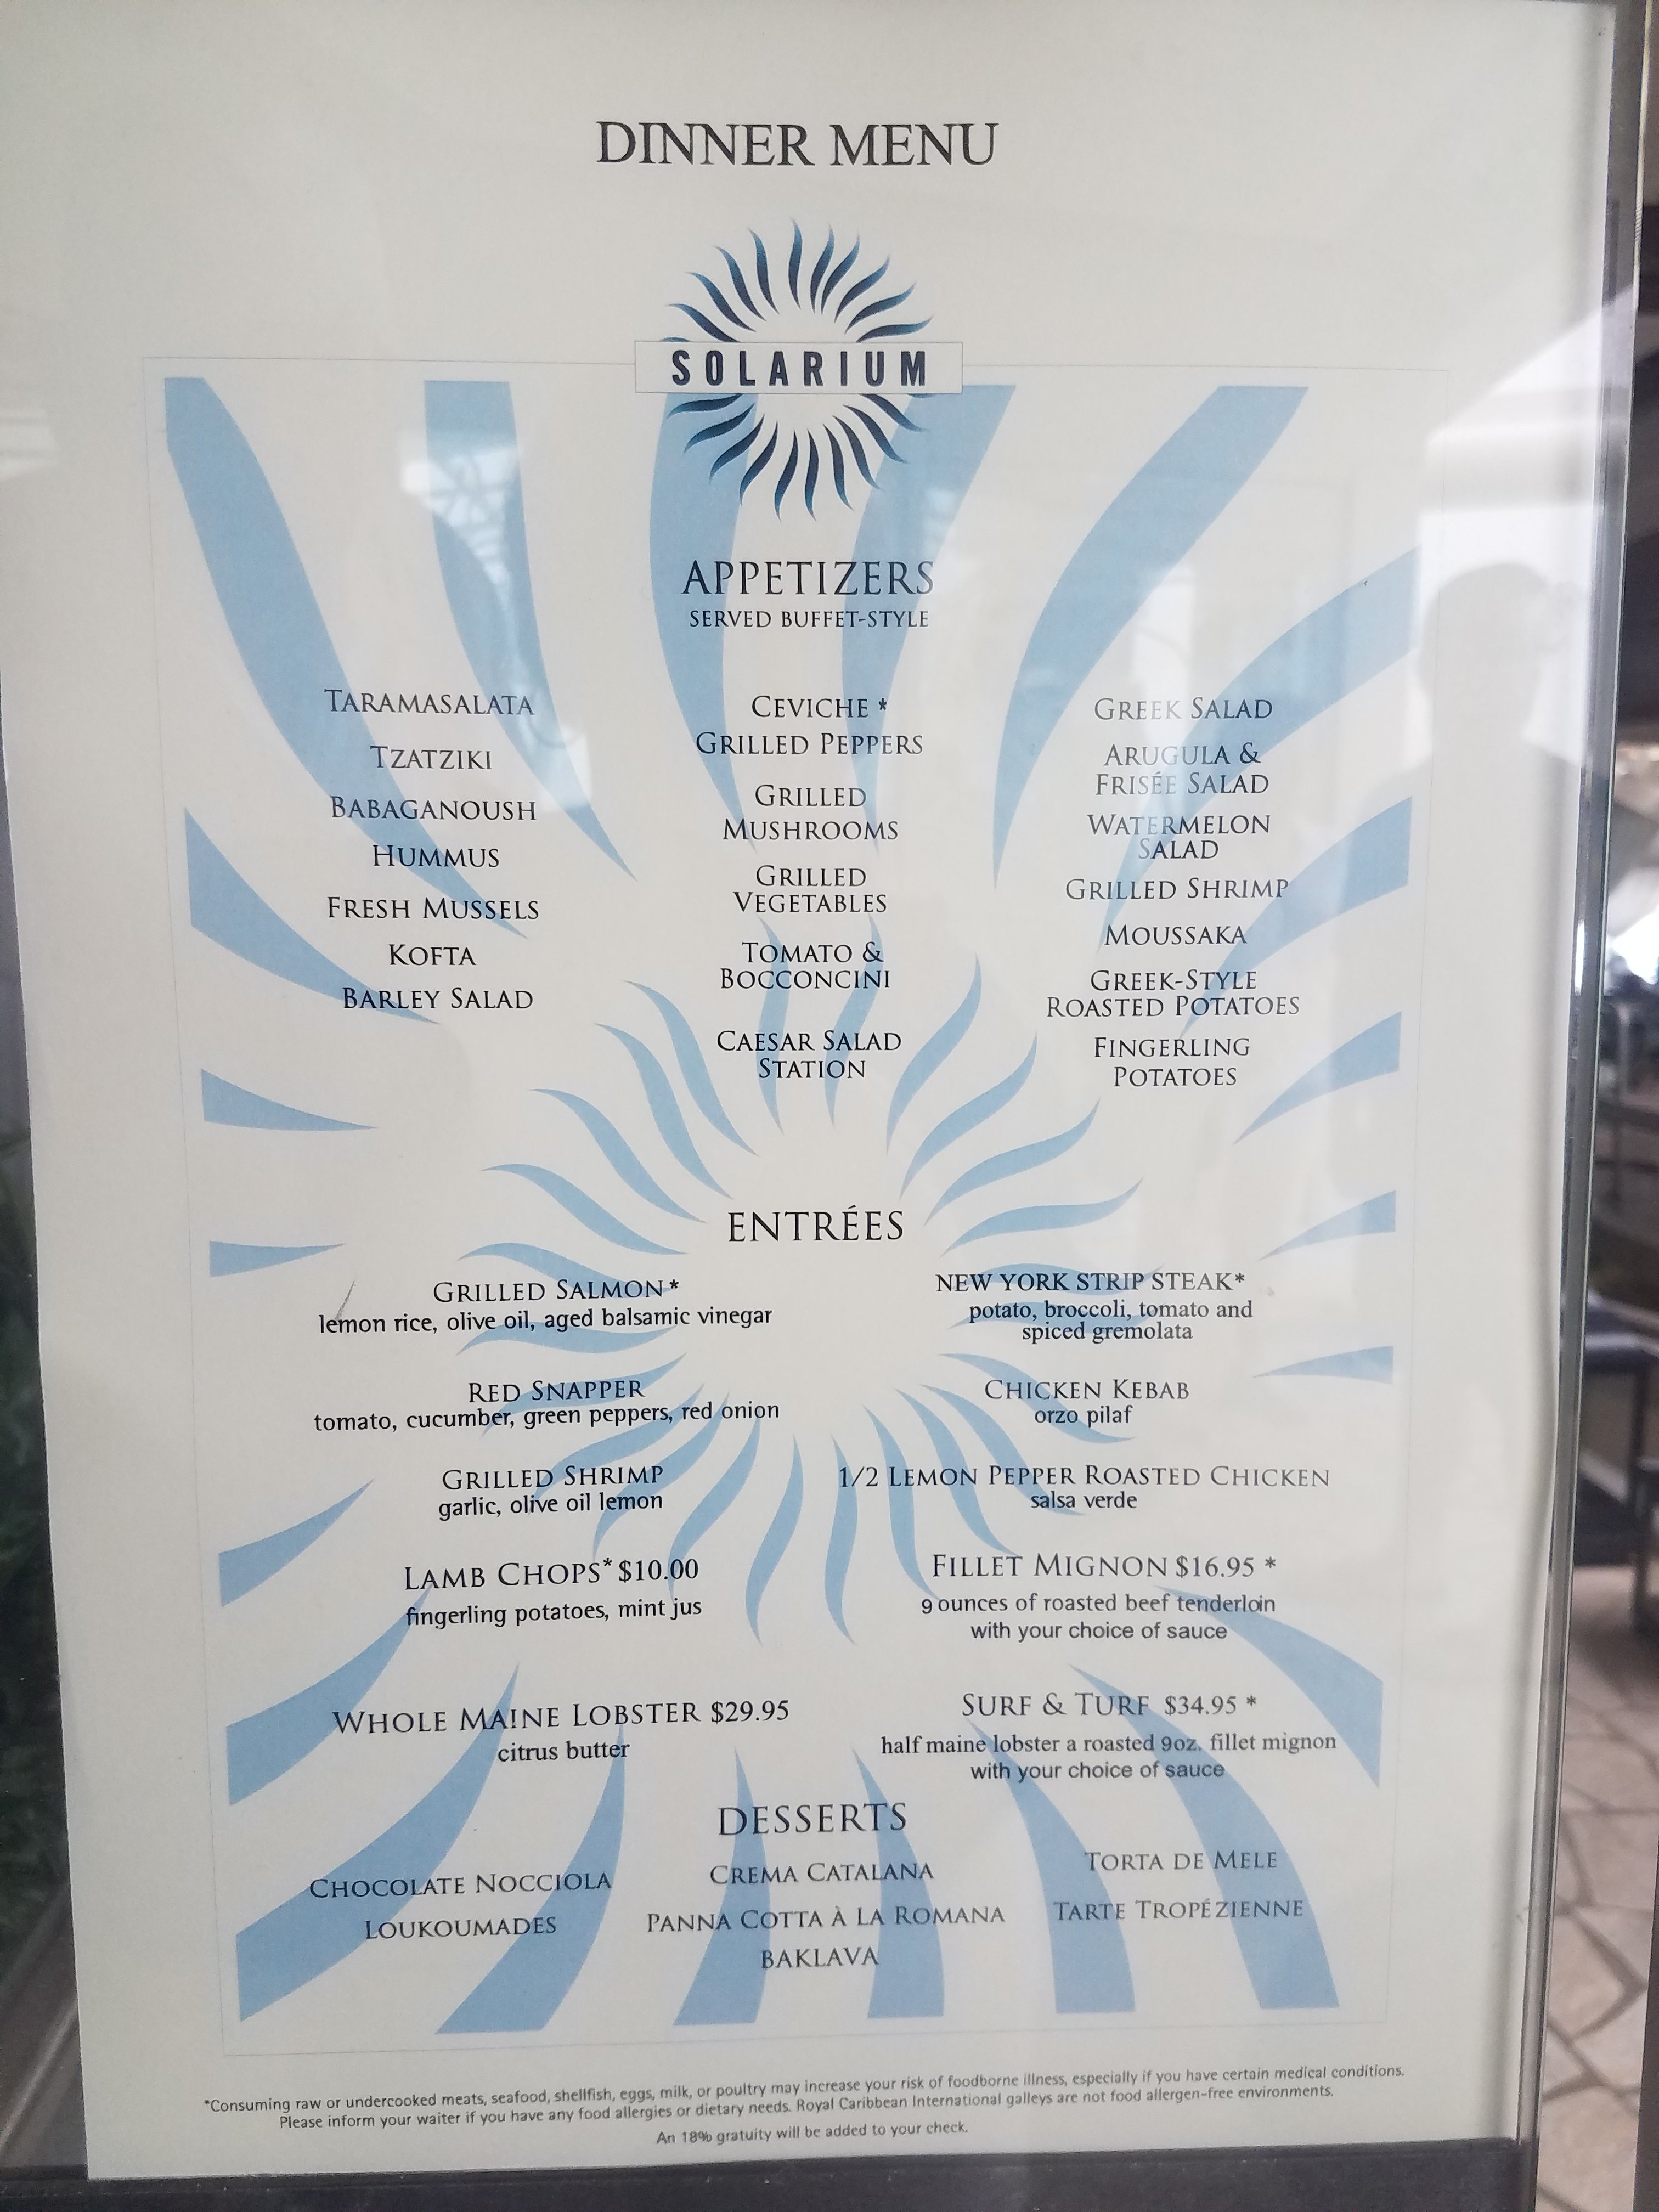 DINNER MENU
SOLARIUM
APPETIZERS
SERVED BUFFET-STYLE
TARAMASALATA
TZATZIKI
BABAGANOUSH
HUMMUS
FRESH MUSSELS
KOFTA
BARLEY SALAD
CEVICHE *
GRILLED PEPPERS
GRILLED
MUSHROOMS
GRILLED
VEGETABLES
TOMATO &
BOCCONCINI
CAESAR SALAD
STATION
GREEK SALAD
ARUGULA &
FRISÉE SALAD
WATERMELON
SALAD
GRILLED SHRIMP
MOUSSAKA
GREEK-STYLE
ROASTED POTATOES
FINGERLING
POTATOES
ENTRÉES
GRILLED SALMON*
lemon rice, olive oil, aged balsamic vinegar
RED SNAPPER
tomato, cucumber, green peppers, red onion
GRILLED SHRIMP
garlic, olive oil lemon
LAMB CHOPS* $10.00
fingerling potatoes, mint jus
WHOLE MAINE LOBSTER $29.95
citrus butter
NEW YORK STRIP STEAK*
potato, broccoli, tomato and
spiced gremolata
CHICKEN KEBAB
orzo pilaf
1/2 LEMON PEPPER ROASTED CHICKEN
salsa verde
FILLET MIGNON $16.95 *
9 ounces of roasted beef tenderloin
with your choice of sauce
SURF & TURF $34.95 *
half maine lobster a roasted 9oz. fillet mignon
with your choice of sauce
DESSERTS
CHOCOLATE NOCCIOLA
LOUKOUMADES
CREMA CATALANA
PANNA COTTA À LA ROMANA
BAKLAVA
TORTA DE MELE
TARTE TROPÉZIENNE
*Consuming raw or undercooked meats, seafood, shellfish, eggs, milk, or poultry may increase your risk of foodborne illness, especially if you have certain medical conditions.
Please inform your waiter if you have any food allergies or dietary needs. Royal Caribbean International galleys are not food allergen-free environments.
An 18% gratuity will be added to your check.